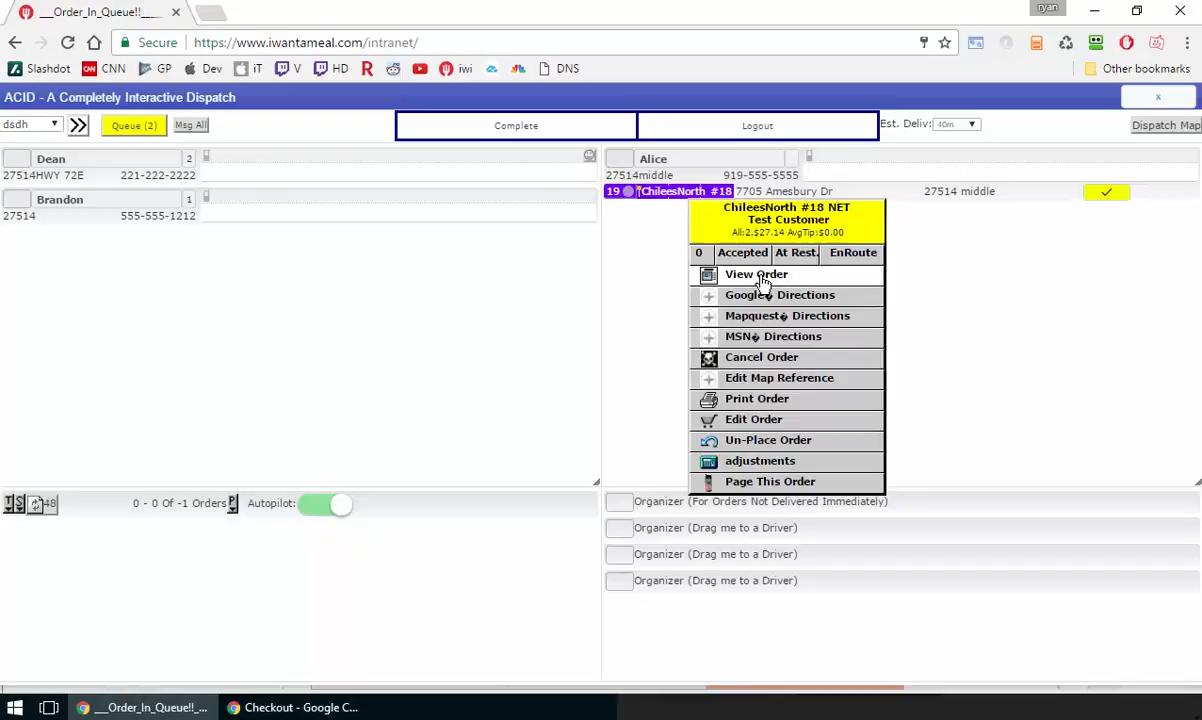 ___Order_In_Queue!!___
ryan
Secure
https://www.iwantameal.com/intranet/
Slashdot CNN GP Dev iT V HD iwi DNS Other bookmarks
ACID - A Completely Interactive Dispatch x
dsdh Queue (2) Msg All Complete Logout Est. Deliv: 40m Dispatch Map
Dean 2
27514HWY 72E 221-222-2222
Brandon 1
27514 555-555-1212
Alice
27514middle 919-555-5555
19 ChileesNorth #18 7705 Amesbury Dr 27514 middle
ChileesNorth #18 NET
Test Customer
All:2,$27.14 AvgTip:$0.00
0 Accepted At Rest. EnRoute
View Order
Google� Directions
Mapquest� Directions
MSN� Directions
Cancel Order
Edit Map Reference
Print Order
Edit Order
Un-Place Order
adjustments
Page This Order
T S 48 0 - 0 Of -1 Orders P Autopilot:
Organizer (For Orders Not Delivered Immediately)
Organizer (Drag me to a Driver)
Organizer (Drag me to a Driver)
Organizer (Drag me to a Driver)
___Order_In_Queue!!_... Checkout - Google C...